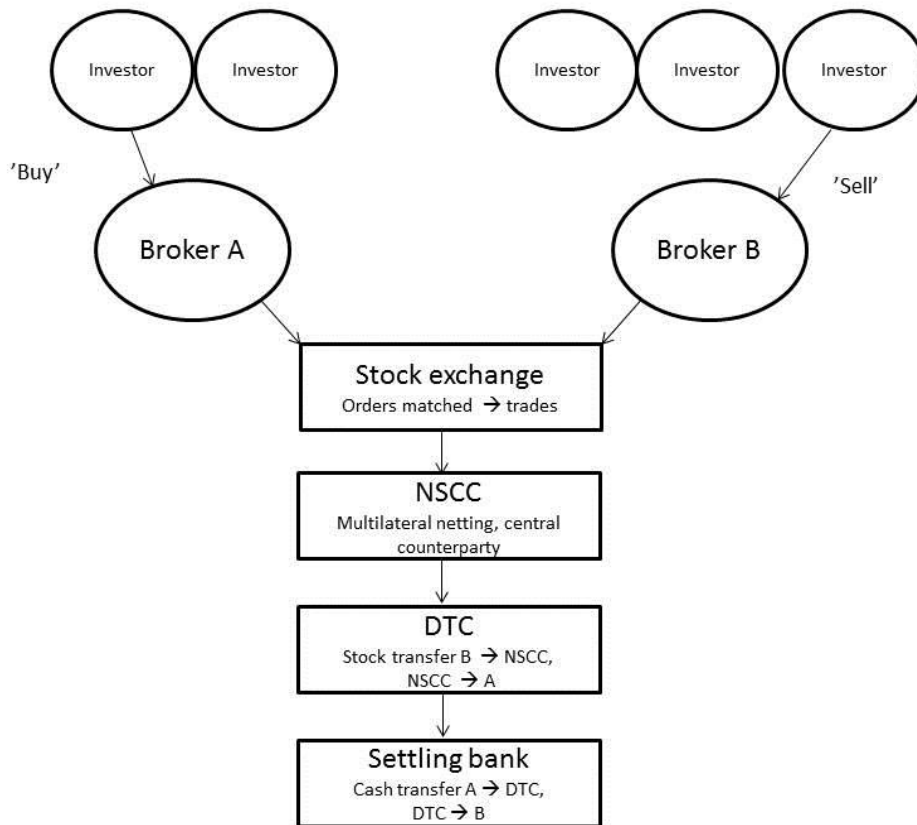 Investor
Investor
Investor
Investor
Investor
’Buy’
’Sell’
Broker A
Broker B
Stock exchange
Orders matched → trades
NSCC
Multilateral netting, central
counterparty
DTC
Stock transfer B → NSCC,
NSCC → A
Settling bank
Cash transfer A → DTC,
DTC → B